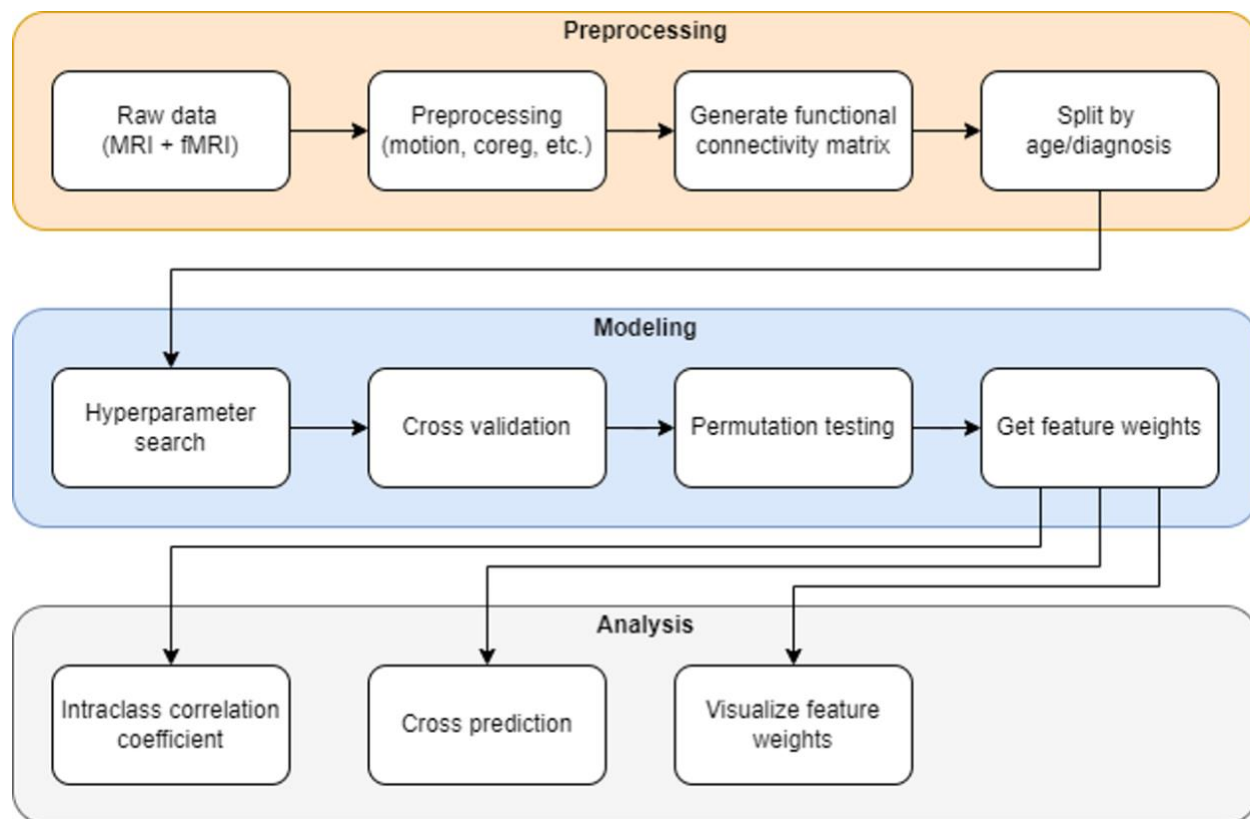 Preprocessing
Raw data
(MRI + fMRI)
Preprocessing
(motion, coreg, etc.)
Generate functional
connectivity matrix
Split by
age/diagnosis
Modeling
Hyperparameter
search
Cross validation
Permutation testing
Get feature weights
Analysis
Intraclass correlation
coefficient
Cross prediction
Visualize feature
weights